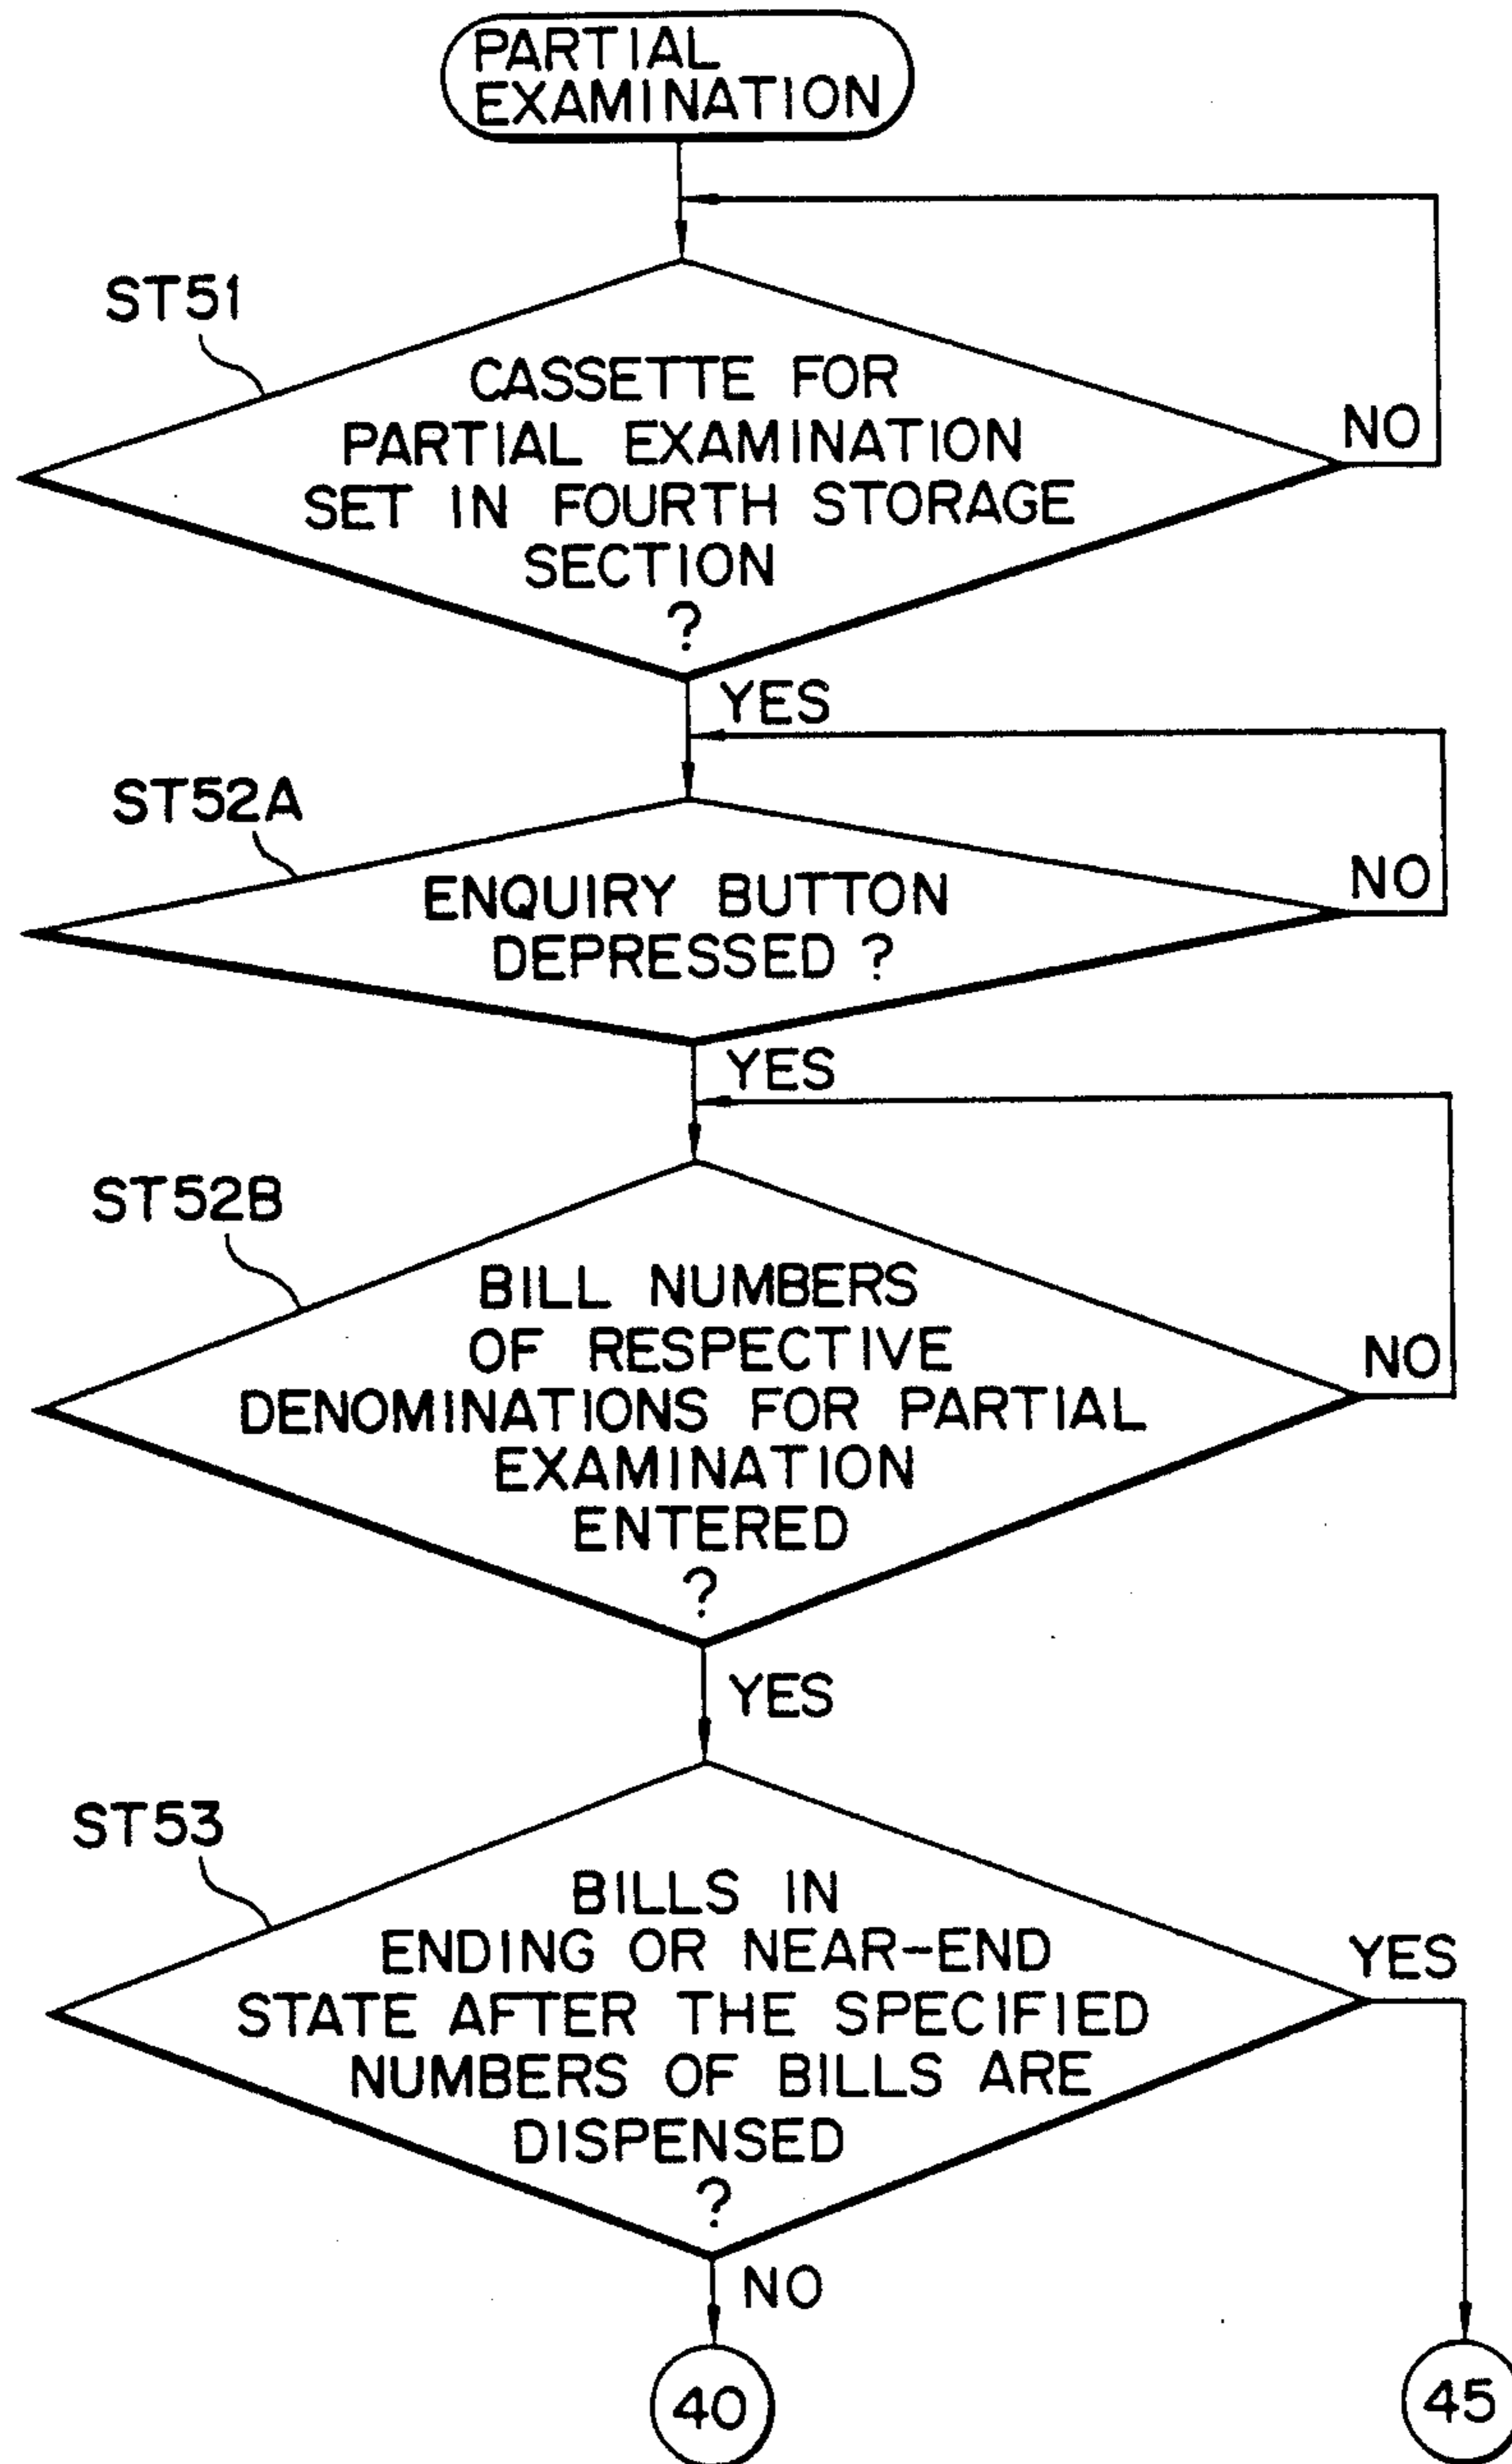 PARTIAL
EXAMINATION
ST51
CASSETTE FOR
PARTIAL EXAMINATION
SET IN FOURTH STORAGE
SECTION
?
NO
YES
ST52A
ENQUIRY BUTTON
DEPRESSED ?
NO
YES
ST52B
BILL NUMBERS
OF RESPECTIVE
DENOMINATIONS FOR PARTIAL
EXAMINATION
ENTERED
?
NO
YES
ST53
BILLS IN
ENDING OR NEAR-END
STATE AFTER THE SPECIFIED
NUMBERS OF BILLS ARE
DISPENSED
?
YES
NO
40
45